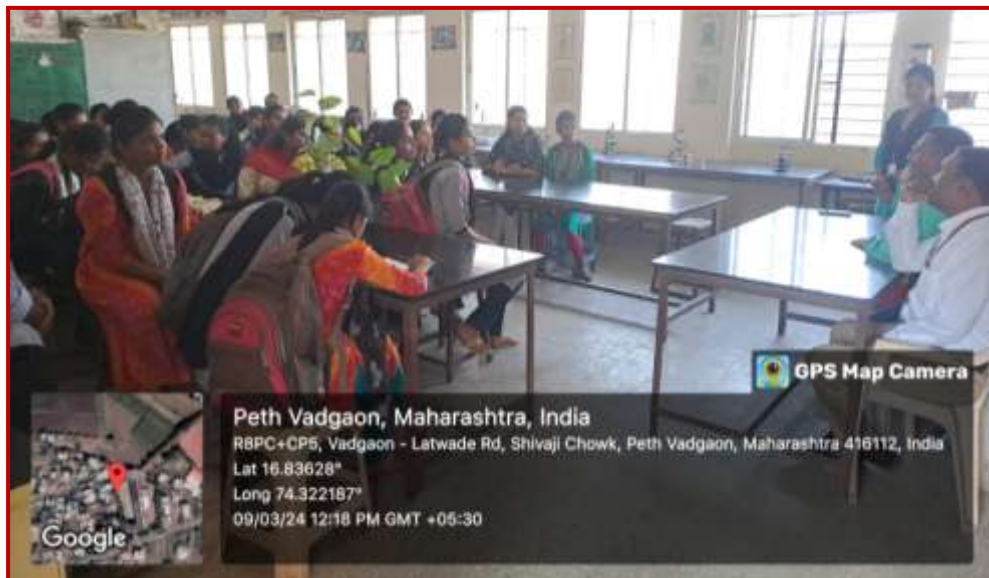 GPS Map Camera
Peth Vadgaon, Maharashtra, India
R8PC+CP5, Vadgaon - Latwade Rd, Shivaji Chowk, Peth Vadgaon, Maharashtra 416112, India
Lat 16.83628°
Long 74.322187°
09/03/24 12:18 PM GMT +05:30
Google